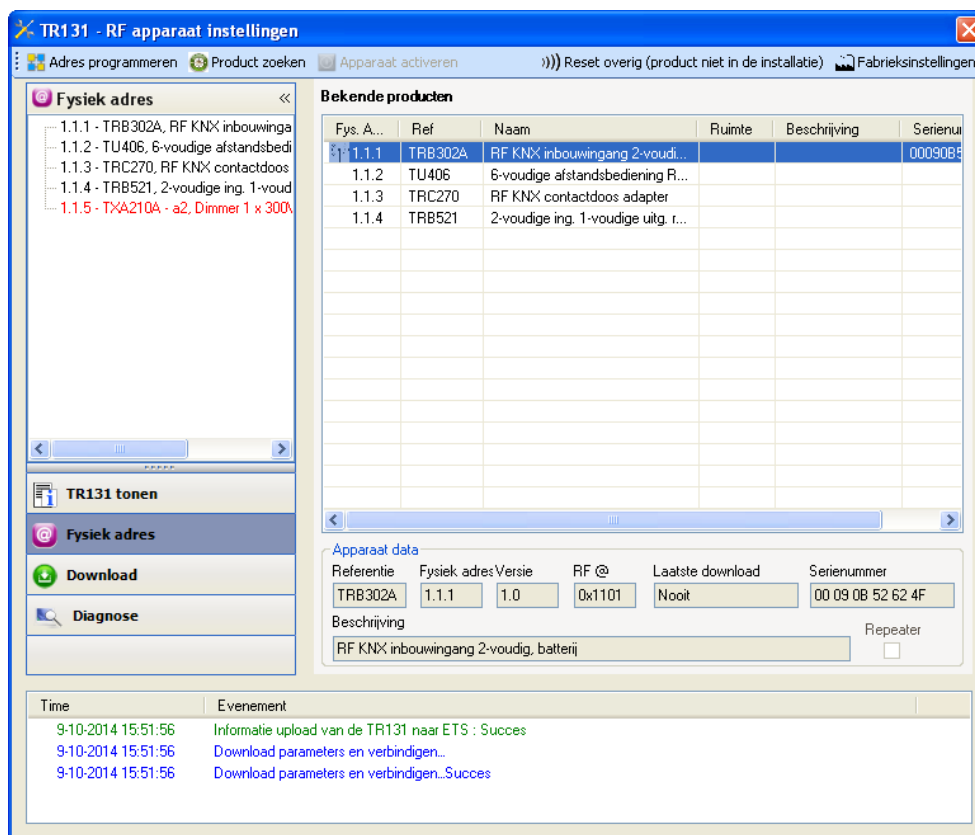 TR131 - RF apparaat instellingen
Adres programmeren Product zoeken Apparaat activeren Reset overig (product niet in de installatie) Fabrieksinstellingen
Fysiek adres «
1.1.1 - TRB302A, RF KNX inbouwinga
1.1.2 - TU406, 6-voudige afstandsbedi
1.1.3 - TRC270, RF KNX contactdoos
1.1.4 - TRB521, 2-voudige ing. 1-voud
1.1.5 - TXA210A - a2, Dimmer 1 x 300V
TR131 tonen
Fysiek adres
Download
Diagnose
Bekende producten
Fys. A... Ref Naam Ruimte Beschrijving Serienu
1.1.1 TRB302A RF KNX inbouwingang 2-voudi... 00090B5
1.1.2 TU406 6-voudige afstandsbediening R...
1.1.3 TRC270 RF KNX contactdoos adapter
1.1.4 TRB521 2-voudige ing. 1-voudige uitg. r...
Apparaat data
Referentie Fysiek adres Versie RF @ Laatste download Serienummer
TRB302A 1.1.1 1.0 0x1101 Nooit 00 09 0B 52 62 4F
Beschrijving
Repeater
RF KNX inbouwingang 2-voudig, batterij
Time Evenement
9-10-2014 15:51:56 Informatie upload van de TR131 naar ETS : Succes
9-10-2014 15:51:56 Download parameters en verbindigen...
9-10-2014 15:51:56 Download parameters en verbindigen...Succes